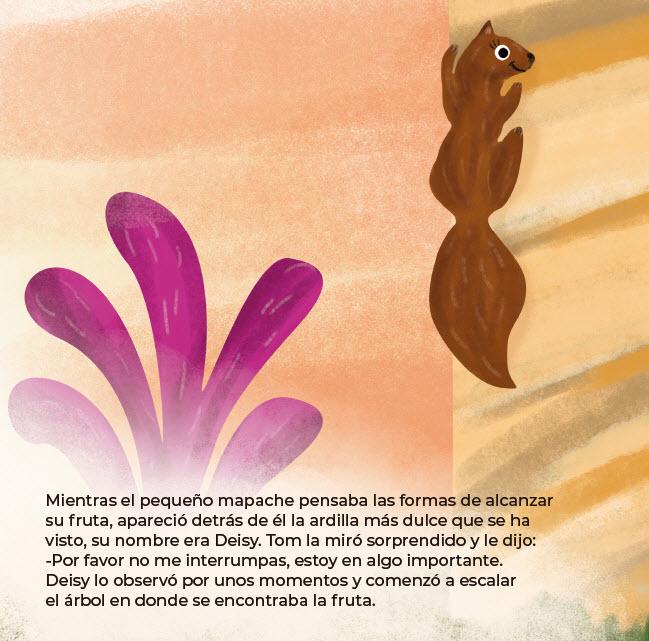 Mientras el pequeño mapache pensaba las formas de alcanzar
su fruta, apareció detrás de él la ardilla más dulce que se ha
visto, su nombre era Deisy. Tom la miró sorprendido y le dijo:
-Por favor no me interrumpas, estoy en algo importante.
Deisy lo observó por unos momentos y comenzó a escalar
el árbol en donde se encontraba la fruta.